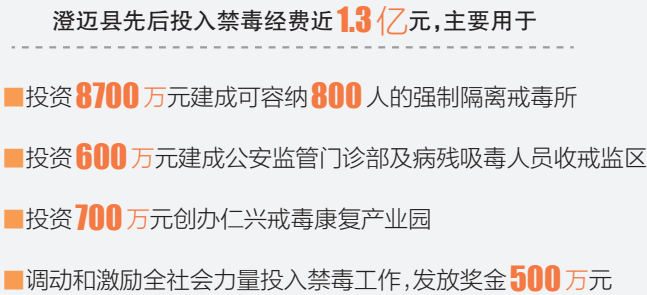 澄迈县先后投入禁毒经费近1.3亿元,主要用于
投资8700万元建成可容纳800人的强制隔离戒毒所
投资600万元建成公安监管门诊部及病残吸毒人员收戒监区
投资700万元创办仁兴戒毒康复产业园
调动和激励全社会力量投入禁毒工作,发放奖金500万元